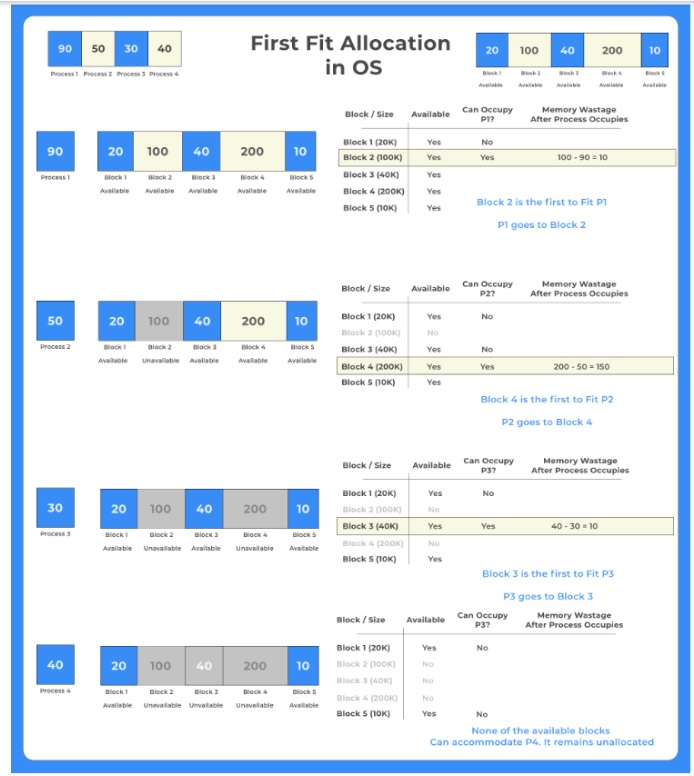 First Fit Allocation
in OS
90 50 30 40
Process 1 Process 2 Process 3 Process 4
20 100 40 200 10
Block 1 Block 2 Block 3 Block 4 Block 5
Available Available Available Available Available
90
Process 1
20 100 40 200 10
Block 1 Block 2 Block 3 Block 4 Block 5
Available Available Available Available Available
Block / Size Available Can Occupy P1? Memory Wastage After Process Occupies
Block 1 (20K) Yes No
Block 2 (100K) Yes Yes 100 - 90 = 10
Block 3 (40K) Yes
Block 4 (200K) Yes
Block 5 (10K) Yes
Block 2 is the first to Fit P1
P1 goes to Block 2
50
Process 2
20 100 40 200 10
Block 1 Block 2 Block 3 Block 4 Block 5
Available Unavailable Available Available Available
Block / Size Available Can Occupy P2? Memory Wastage After Process Occupies
Block 1 (20K) Yes No
Block 2 (100K) No
Block 3 (40K) Yes No
Block 4 (200K) Yes Yes 200 - 50 = 150
Block 5 (10K) Yes
Block 4 is the first to Fit P2
P2 goes to Block 4
30
Process 3
20 100 40 200 10
Block 1 Block 2 Block 3 Block 4 Block 5
Available Unavailable Available Unavailable Available
Block / Size Available Can Occupy P3? Memory Wastage After Process Occupies
Block 1 (20K) Yes No
Block 2 (100K) No
Block 3 (40K) Yes Yes 40 - 30 = 10
Block 4 (200K) No
Block 5 (10K) Yes
Block 3 is the first to Fit P3
P3 goes to Block 3
40
Process 4
20 100 40 200 10
Block 1 Block 2 Block 3 Block 4 Block 5
Available Unavailable Unvailable Unavailable Available
Block / Size Available Can Occupy P3? Memory Wastage After Process Occupies
Block 1 (20K) Yes No
Block 2 (100K) No
Block 3 (40K) No
Block 4 (200K) No
Block 5 (10K) Yes No
None of the available blocks
Can accommodate P4. It remains unallocated